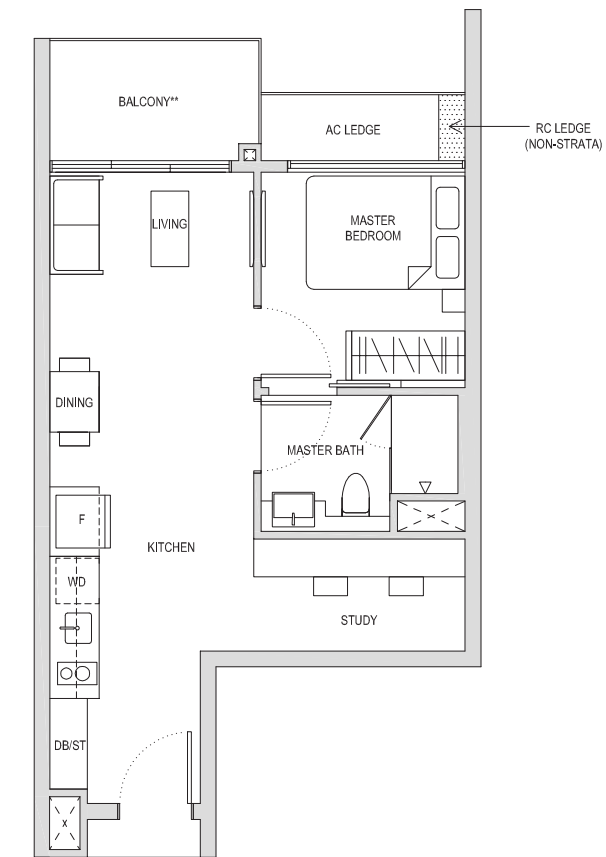 BALCONY**
AC LEDGE
RC LEDGE
(NON-STRATA)
LIVING
MASTER
BEDROOM
DINING
MASTER BATH
F
KITCHEN
WD
STUDY
DB/ST